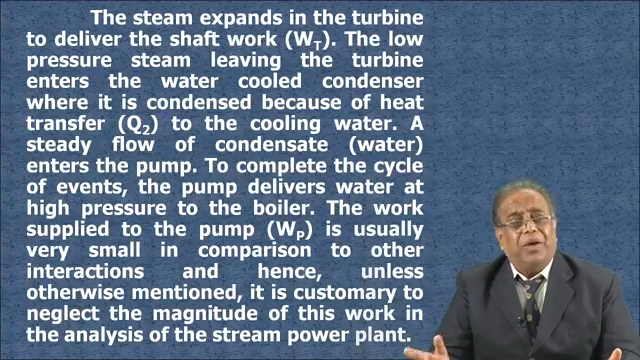 The steam expands in the turbine
to deliver the shaft work (W_T). The low
pressure steam leaving the turbine
enters the water cooled condenser
where it is condensed because of heat
transfer (Q_2) to the cooling water. A
steady flow of condensate (water)
enters the pump. To complete the cycle
of events, the pump delivers water at
high pressure to the boiler. The work
supplied to the pump (W_P) is usually
very small in comparison to other
interactions and hence, unless
otherwise mentioned, it is customary to
neglect the magnitude of this work in
the analysis of the stream power plant.